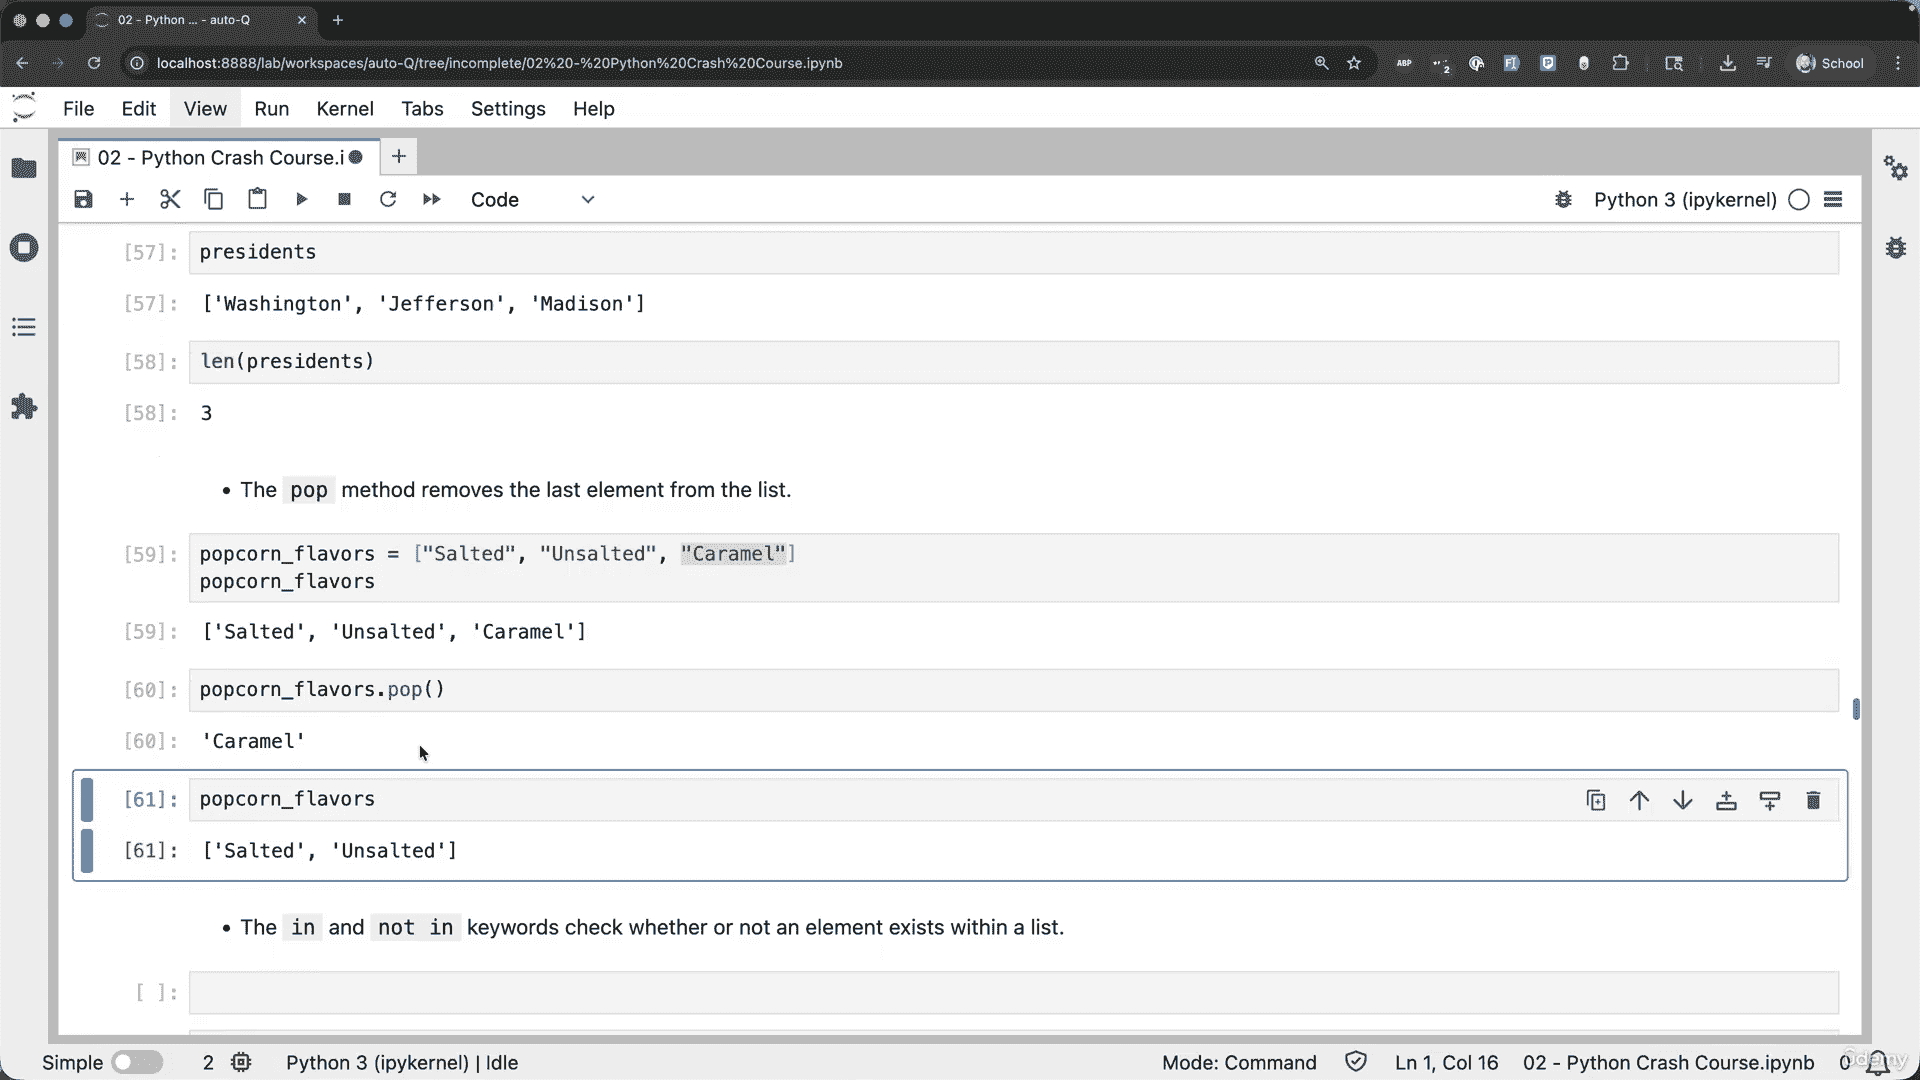 02 - Python ... - auto-Q
localhost:8888/lab/workspaces/auto-Q/tree/incomplete/02%20-%20Python%20Crash%20Course.ipynb
ABP
2
School
File Edit View Run Kernel Tabs Settings Help
02 - Python Crash Course.i
Code
Python 3 (ipykernel)
[57]: presidents
[57]: ['Washington', 'Jefferson', 'Madison']
[58]: len(presidents)
[58]: 3
• The pop method removes the last element from the list.
[59]: popcorn_flavors = ["Salted", "Unsalted", "Caramel"]
popcorn_flavors
[59]: ['Salted', 'Unsalted', 'Caramel']
[60]: popcorn_flavors.pop()
[60]: 'Caramel'
[61]: popcorn_flavors
[61]: ['Salted', 'Unsalted']
• The in and not in keywords check whether or not an element exists within a list.
[ ]:
Simple 2 Python 3 (ipykernel) | Idle Mode: Command Ln 1, Col 16 02 - Python Crash Course.ipynb 0
udemy